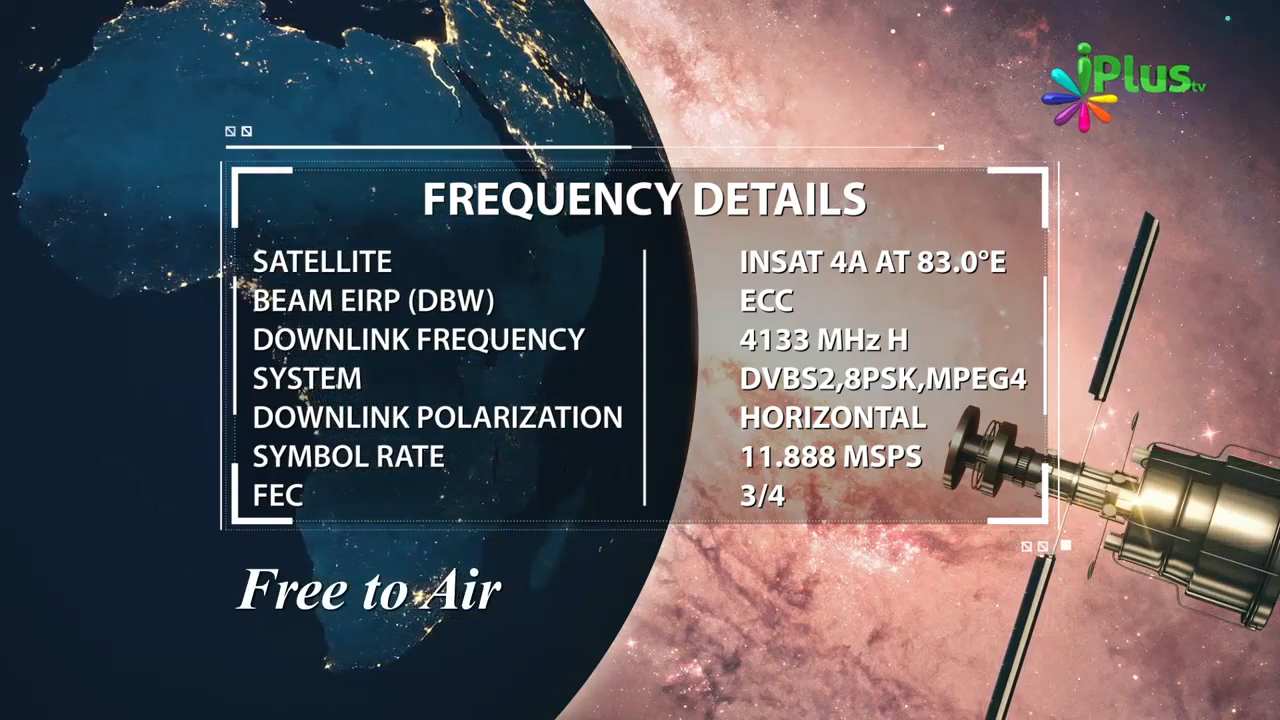 iPlus tv
FREQUENCY DETAILS
SATELLITE INSAT 4A AT 83.0°E
BEAM EIRP (DBW) ECC
DOWNLINK FREQUENCY 4133 MHz H
SYSTEM DVBS2,8PSK,MPEG4
DOWNLINK POLARIZATION HORIZONTAL
SYMBOL RATE 11.888 MSPS
FEC 3/4
Free to Air